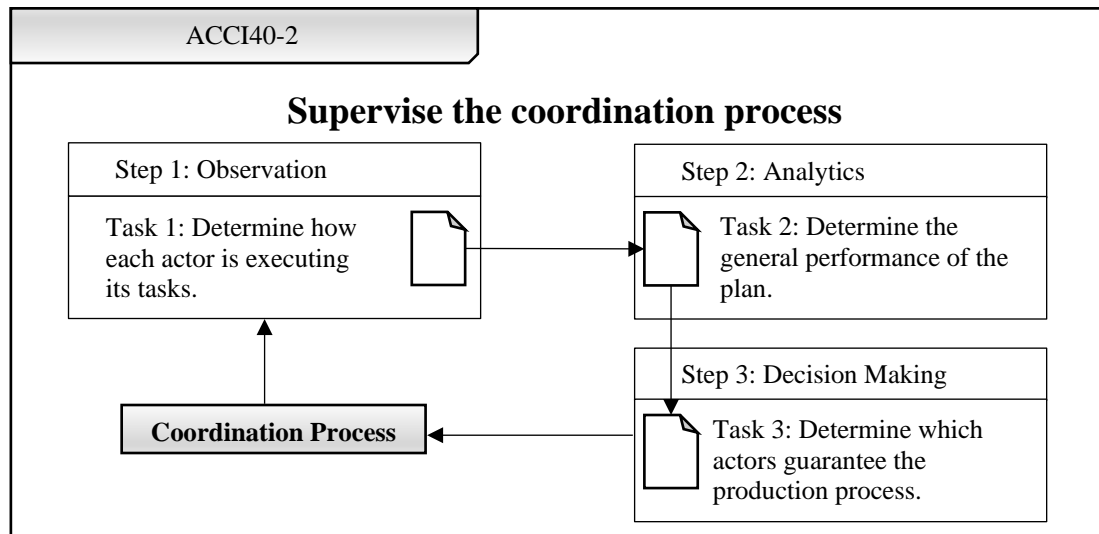 ACCI40-2
Supervise the coordination process
Step 1: Observation
Task 1: Determine how
each actor is executing
its tasks.
Step 2: Analytics
Task 2: Determine the
general performance of the
plan.
Step 3: Decision Making
Task 3: Determine which
actors guarantee the
production process.
Coordination Process